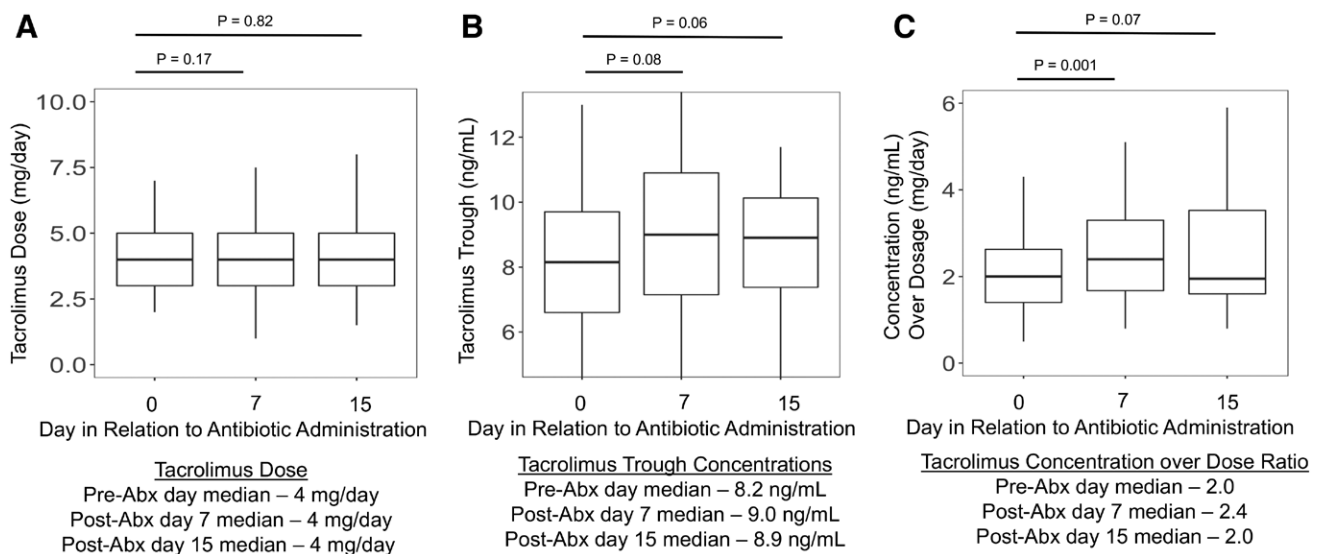 A
P = 0.82
P = 0.17
Tacrolimus Dose (mg/day)
10.0
7.5
5.0
2.5
0.0
0 7 15
Day in Relation to Antibiotic Administration
Tacrolimus Dose
Pre-Abx day median – 4 mg/day
Post-Abx day 7 median – 4 mg/day
Post-Abx day 15 median – 4 mg/day
B
P = 0.06
P = 0.08
Tacrolimus Trough (ng/mL)
12
10
8
6
0 7 15
Day in Relation to Antibiotic Administration
Tacrolimus Trough Concentrations
Pre-Abx day median – 8.2 ng/mL
Post-Abx day 7 median – 9.0 ng/mL
Post-Abx day 15 median – 8.9 ng/mL
C
P = 0.07
P = 0.001
Concentration (ng/mL)
Over Dosage (mg/day)
6
4
2
0
0 7 15
Day in Relation to Antibiotic Administration
Tacrolimus Concentration over Dose Ratio
Pre-Abx day median – 2.0
Post-Abx day 7 median – 2.4
Post-Abx day 15 median – 2.0